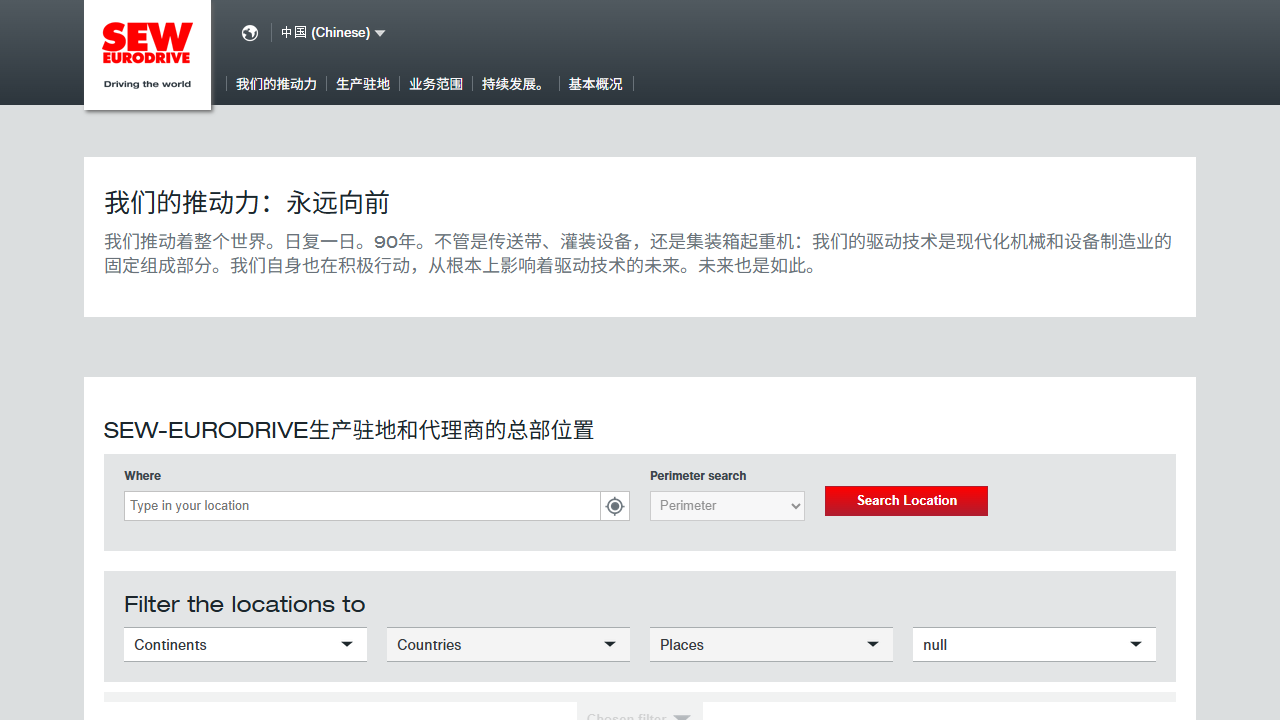 SEW
EURODRIVE
Driving the world
中国 (Chinese)
我们的推动力
生产驻地
业务范围
持续发展。
基本概况
我们的推动力：永远向前
我们推动着整个世界。日复一日。90年。不管是传送带、灌装设备，还是集装箱起重机：我们的驱动技术是现代化机械和设备制造业的
固定组成部分。我们自身也在积极行动，从根本上影响着驱动技术的未来。未来也是如此。
SEW-EURODRIVE生产驻地和代理商的总部位置
Where
Perimeter search
Type in your location
Perimeter
Search Location
Filter the locations to
Continents
Countries
Places
null
Chosen filter